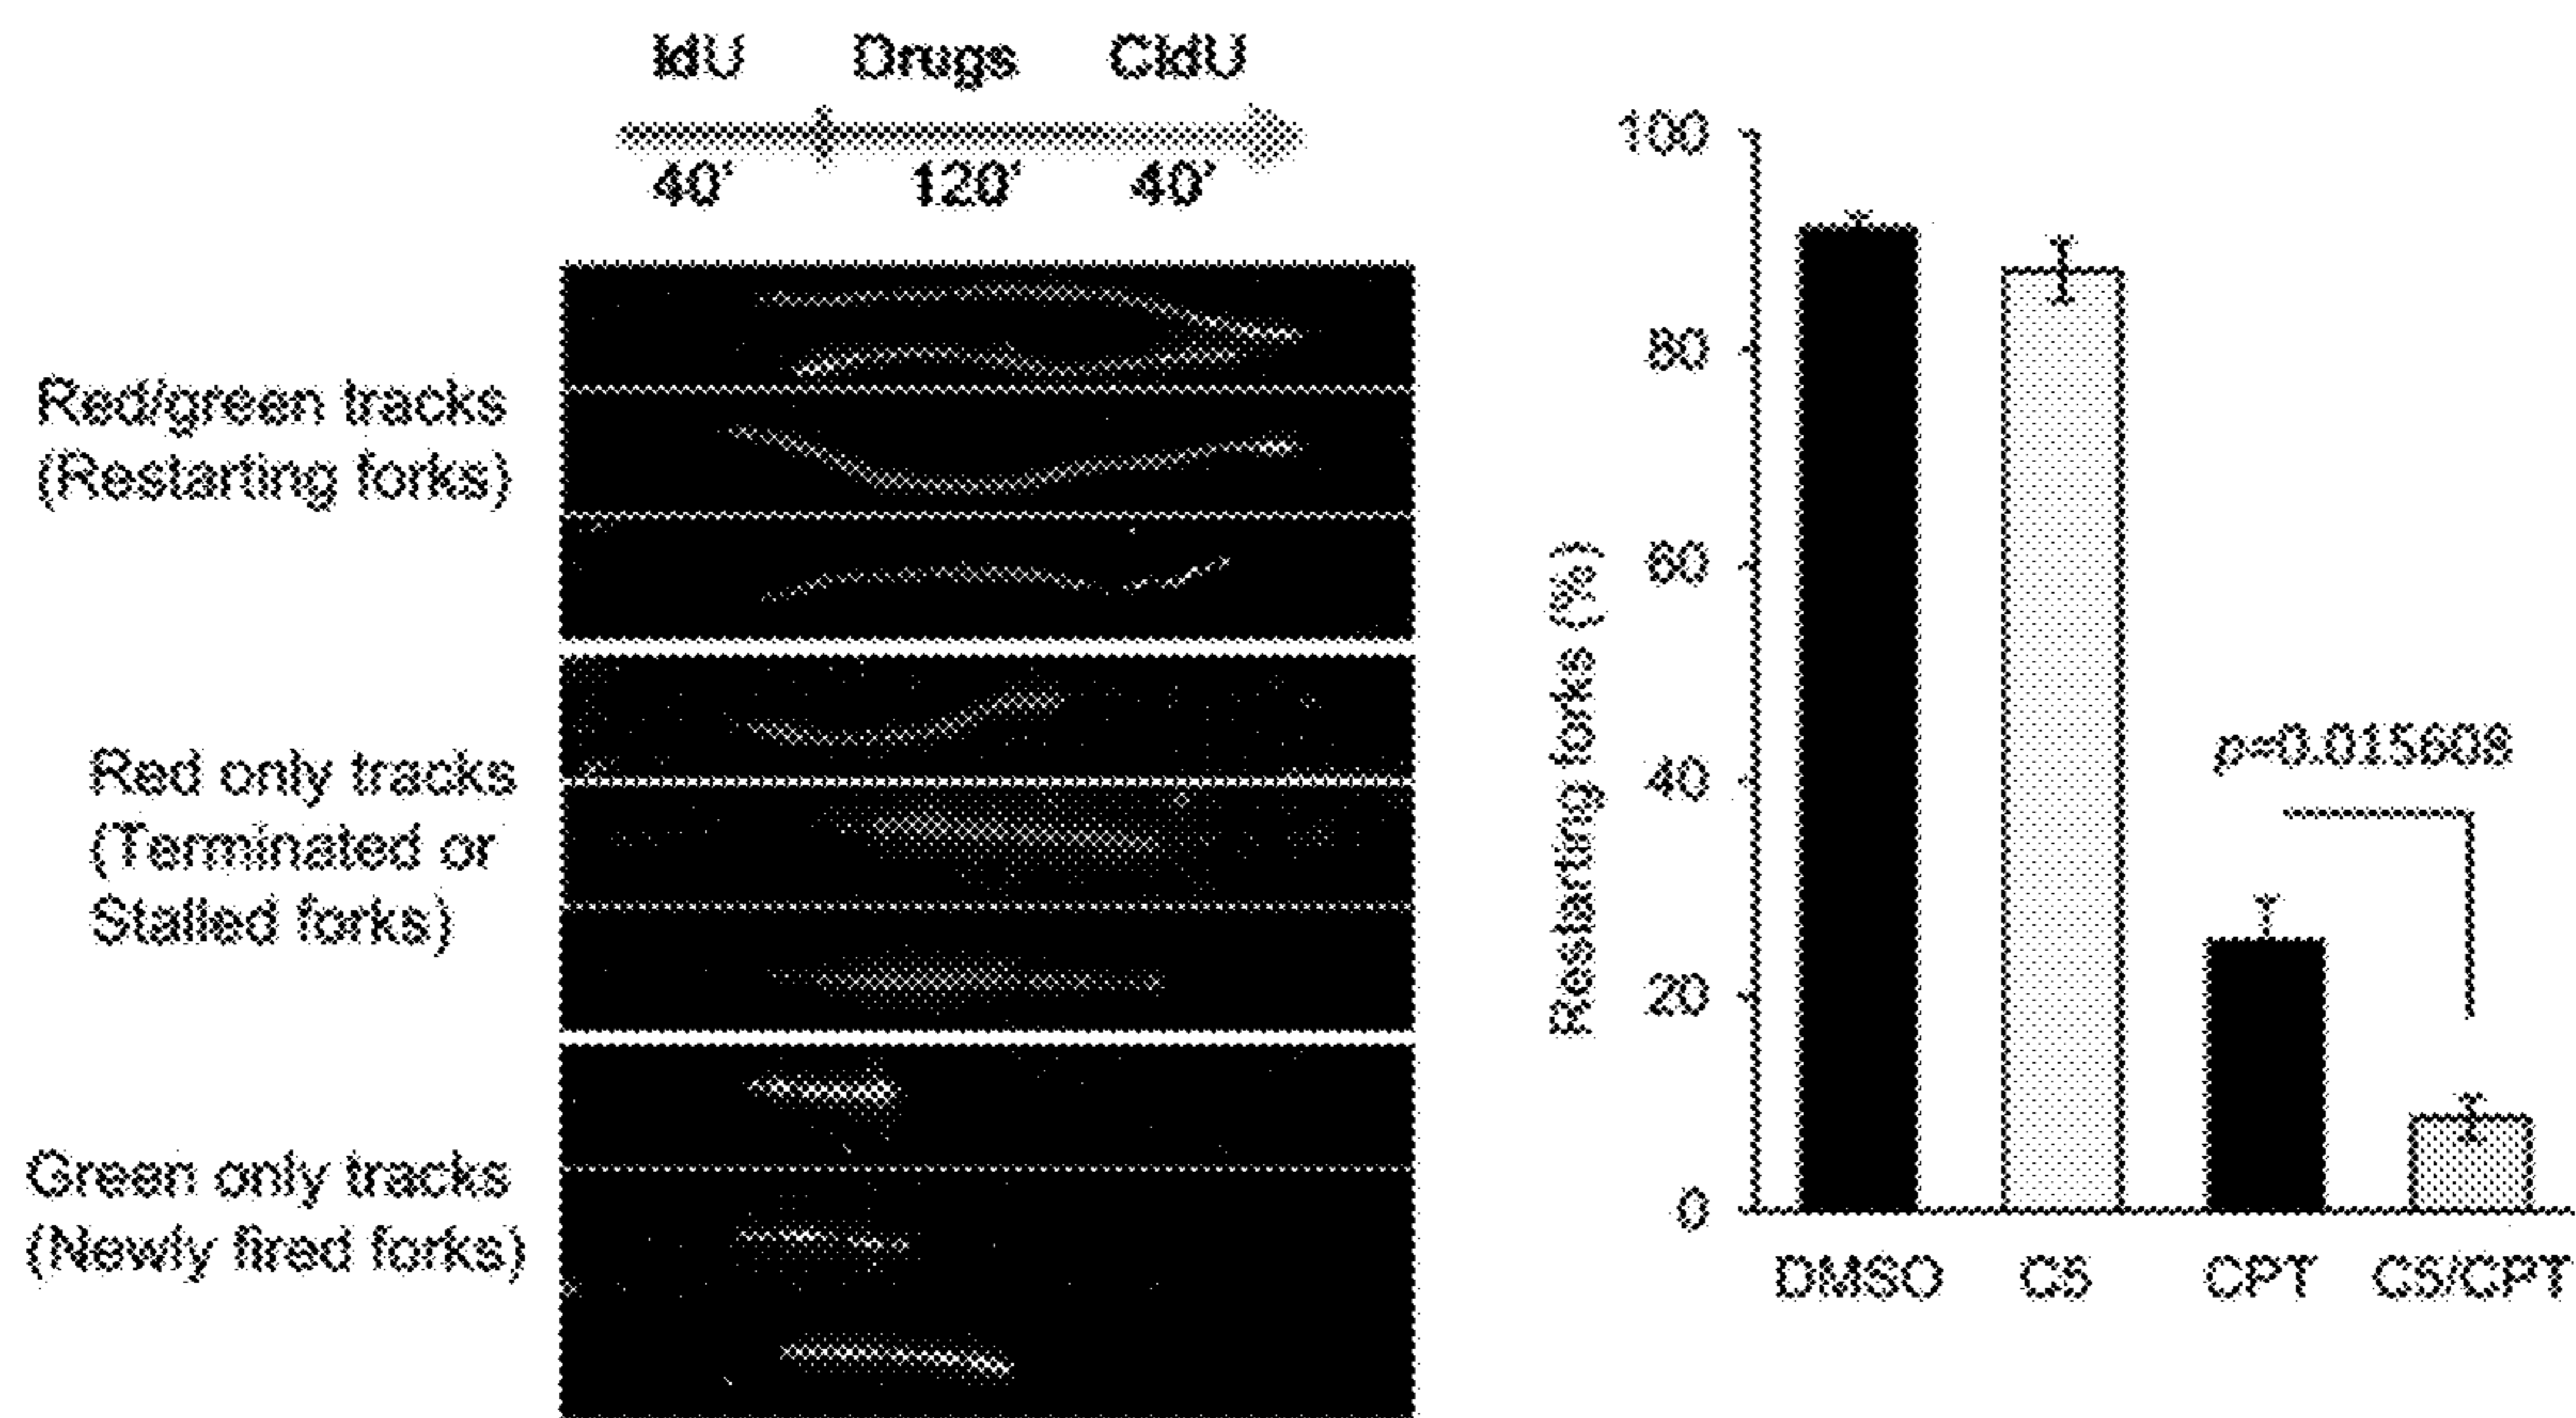 IdU Drugs CldU
40' 120' 40'
Red/green tracks
(Restarting forks)
Red only tracks
(Terminated or
Stalled forks)
Green only tracks
(Newly fired forks)
Restarting forks (%)
100
80
60
40
20
0
p=0.015609
DMSO C5 CPT C5/CPT